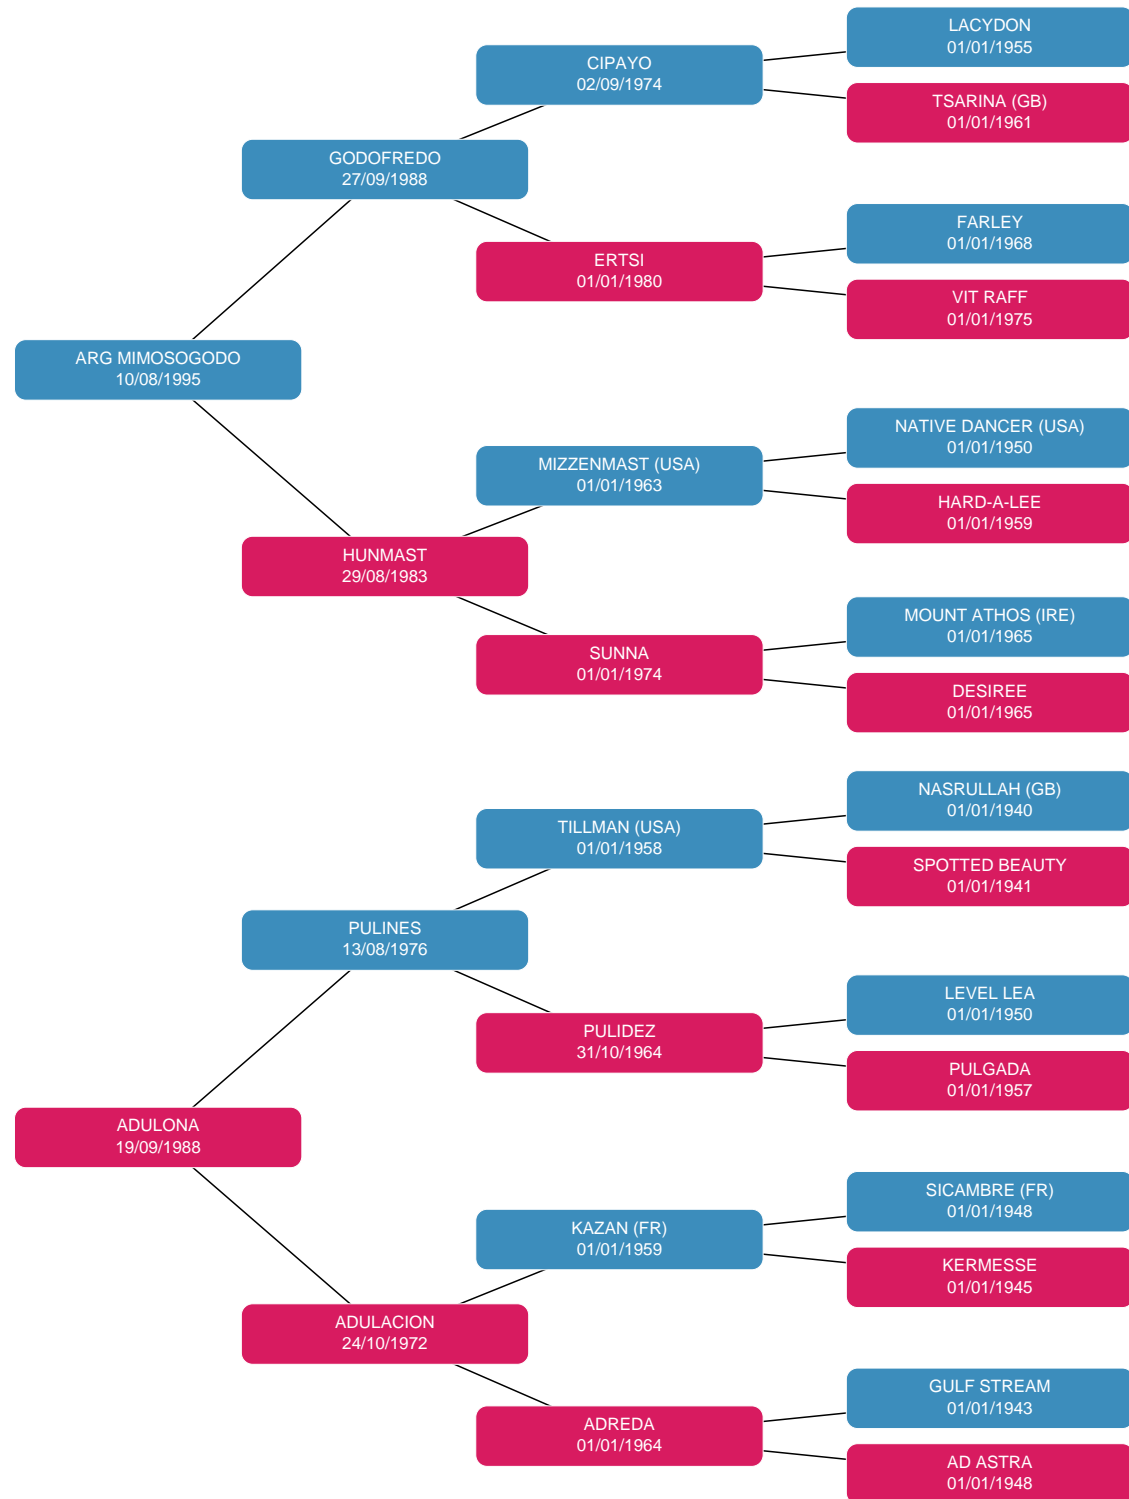 LACYDON
01/01/1955
CIPAYO
02/09/1974
TSARINA (GB)
01/01/1961
GODOFREDO
27/09/1988
FARLEY
01/01/1968
ERTSI
01/01/1980
VIT RAFF
01/01/1975
ARG MIMOSOGODO
10/08/1995
NATIVE DANCER (USA)
01/01/1950
MIZZENMAST (USA)
01/01/1963
HARD-A-LEE
01/01/1959
HUNMAST
29/08/1983
MOUNT ATHOS (IRE)
01/01/1965
SUNNA
01/01/1974
DESIREE
01/01/1965
NASRULLAH (GB)
01/01/1940
TILLMAN (USA)
01/01/1958
SPOTTED BEAUTY
01/01/1941
PULINES
13/08/1976
LEVEL LEA
01/01/1950
PULIDEZ
31/10/1964
PULGADA
01/01/1957
ADULONA
19/09/1988
SICAMBRE (FR)
01/01/1948
KAZAN (FR)
01/01/1959
KERMESSE
01/01/1945
ADULACION
24/10/1972
GULF STREAM
01/01/1943
ADREDA
01/01/1964
AD ASTRA
01/01/1948